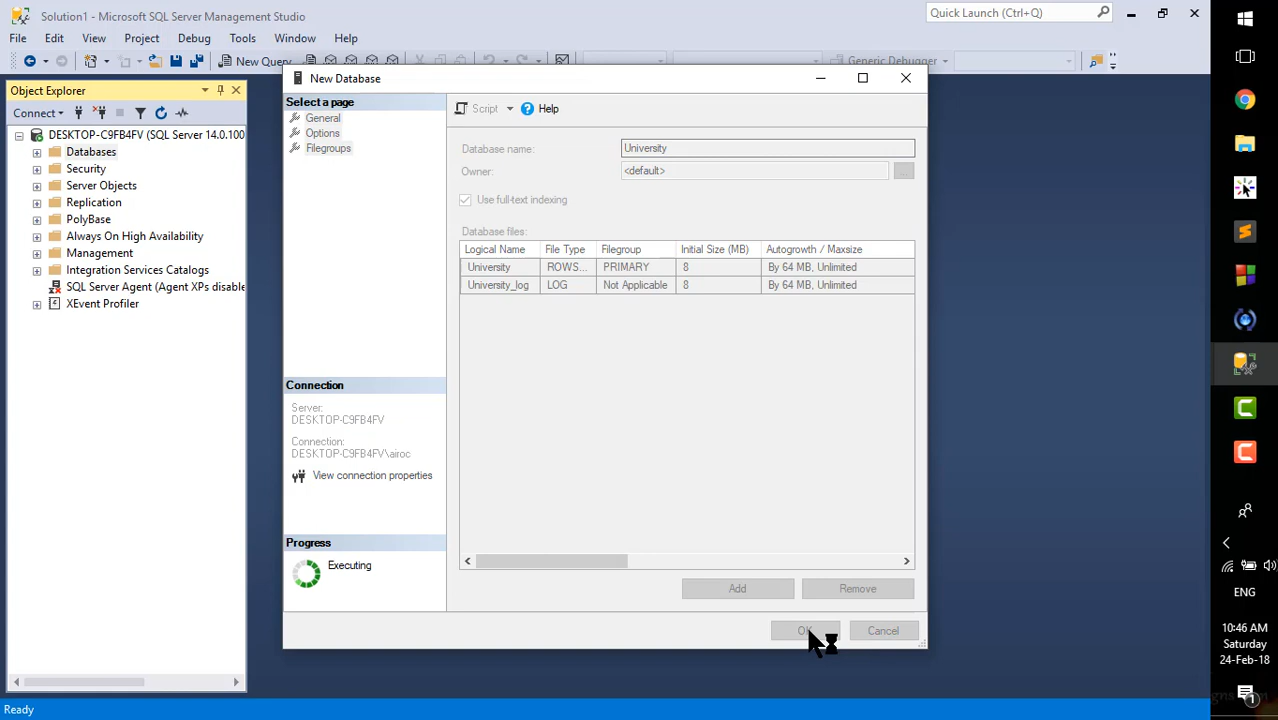 Solution1 - Microsoft SQL Server Management Studio
Quick Launch (Ctrl+Q)
File Edit View Project Debug Tools Window Help
New Query
Generic Debugger
Object Explorer
Connect
DESKTOP-C9FB4FV (SQL Server 14.0.100
Databases
Security
Server Objects
Replication
PolyBase
Always On High Availability
Management
Integration Services Catalogs
SQL Server Agent (Agent XPs disable
XEvent Profiler
New Database
Select a page
General
Options
Filegroups
Connection
Server:
DESKTOP-C9FB4FV
Connection:
DESKTOP-C9FB4FV\airoc
View connection properties
Progress
Executing
Script Help
Database name: University
Owner: <default> ...
Use full-text indexing
Database files:
Logical Name File Type Filegroup Initial Size (MB) Autogrowth / Maxsize
University ROWS... PRIMARY 8 By 64 MB, Unlimited
University_log LOG Not Applicable 8 By 64 MB, Unlimited
Add Remove
OK Cancel
Ready
ENG
10:46 AM
Saturday
24-Feb-18
1